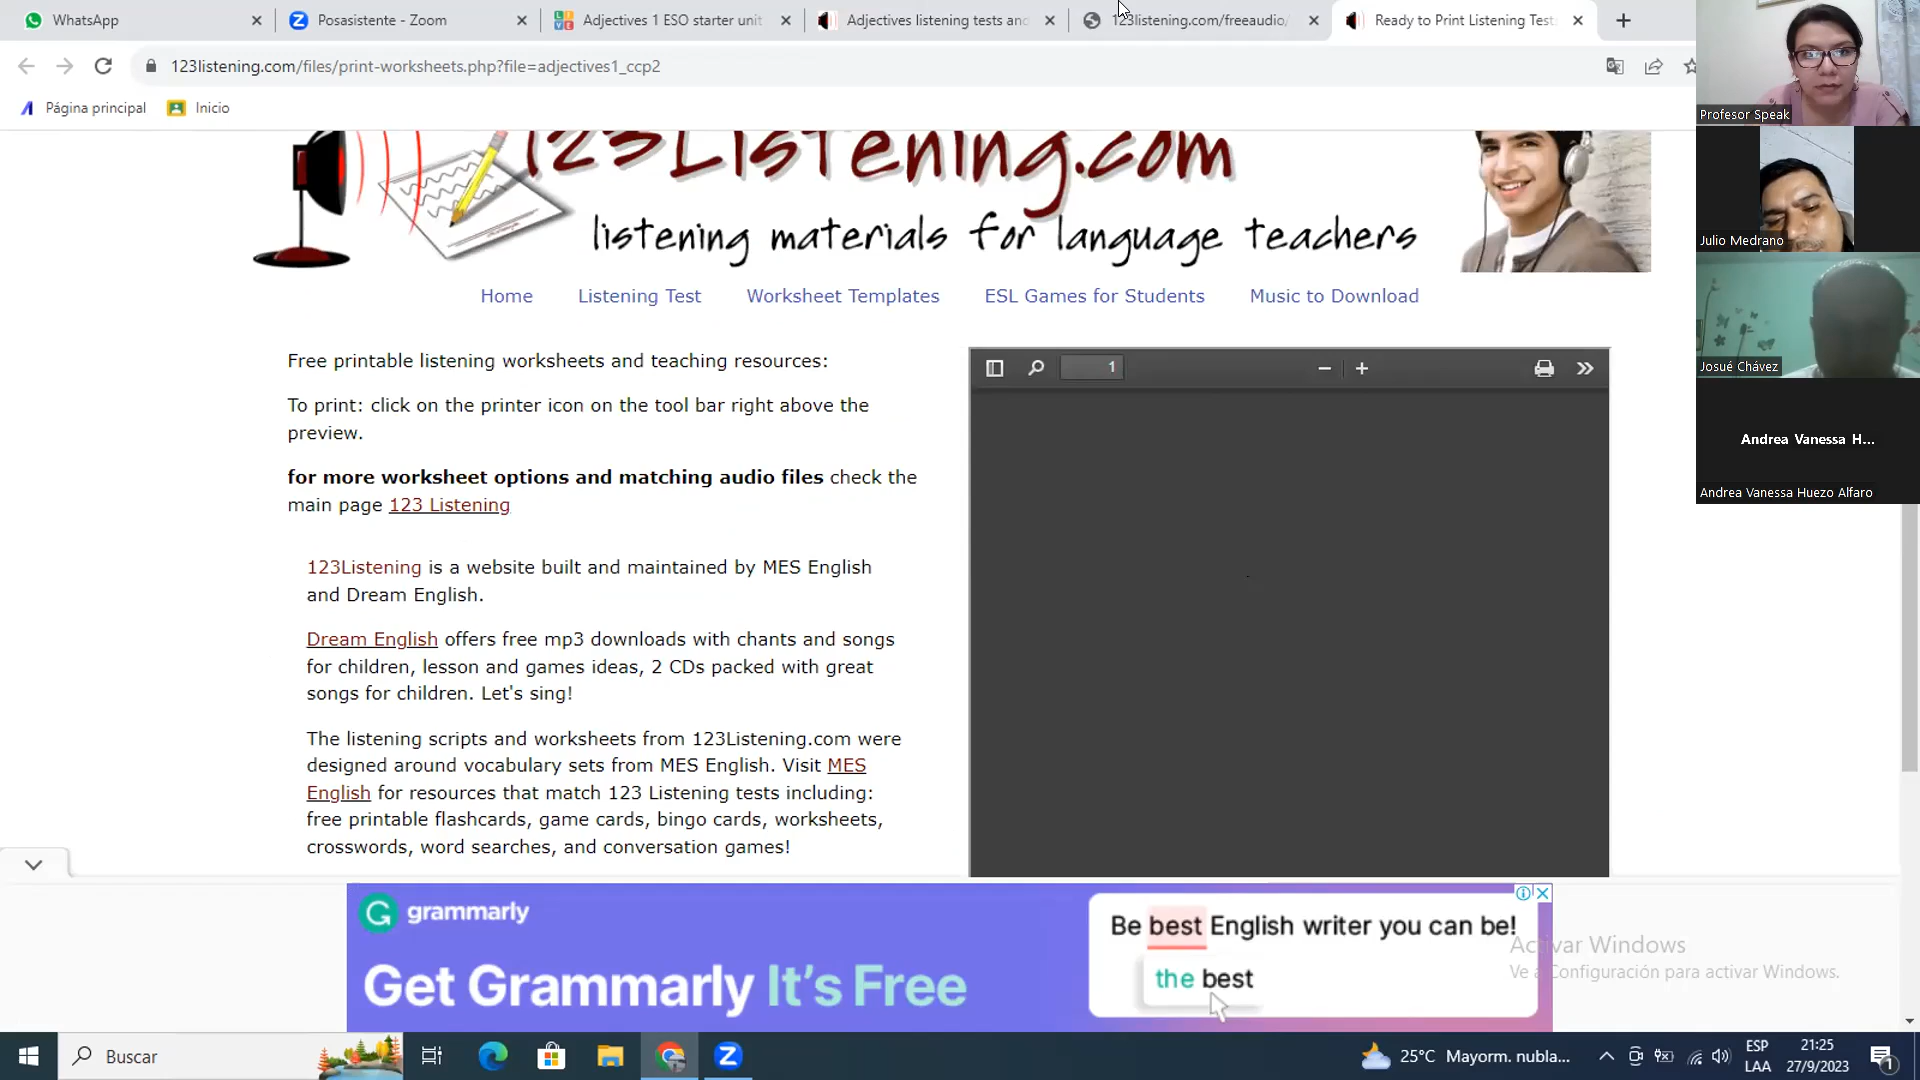 WhatsApp
Posasistente - Zoom
Adjectives 1 ESO starter unit
Adjectives listening tests and
123listening.com/freeaudio/
Ready to Print Listening Test
123listening.com/files/print-worksheets.php?file=adjectives1_ccp2
Página principal
Inicio
123Listening.com
listening materials for language teachers
Home
Listening Test
Worksheet Templates
ESL Games for Students
Music to Download
Free printable listening worksheets and teaching resources:
To print: click on the printer icon on the tool bar right above the
preview.
for more worksheet options and matching audio files check the
main page 123 Listening
123Listening is a website built and maintained by MES English
and Dream English.
Dream English offers free mp3 downloads with chants and songs
for children, lesson and games ideas, 2 CDs packed with great
songs for children. Let's sing!
The listening scripts and worksheets from 123Listening.com were
designed around vocabulary sets from MES English. Visit MES
English for resources that match 123 Listening tests including:
free printable flashcards, game cards, bingo cards, worksheets,
crosswords, word searches, and conversation games!
1
Profesor Speak
Julio Medrano
Josué Chávez
Andrea Vanessa H...
Andrea Vanessa Huezo Alfaro
grammarly
Get Grammarly It's Free
Be best English writer you can be!
the best
Activar Windows
Ve a Configuración para activar Windows.
Buscar
25°C Mayorm. nubla...
ESP
LAA
21:25
27/9/2023
1